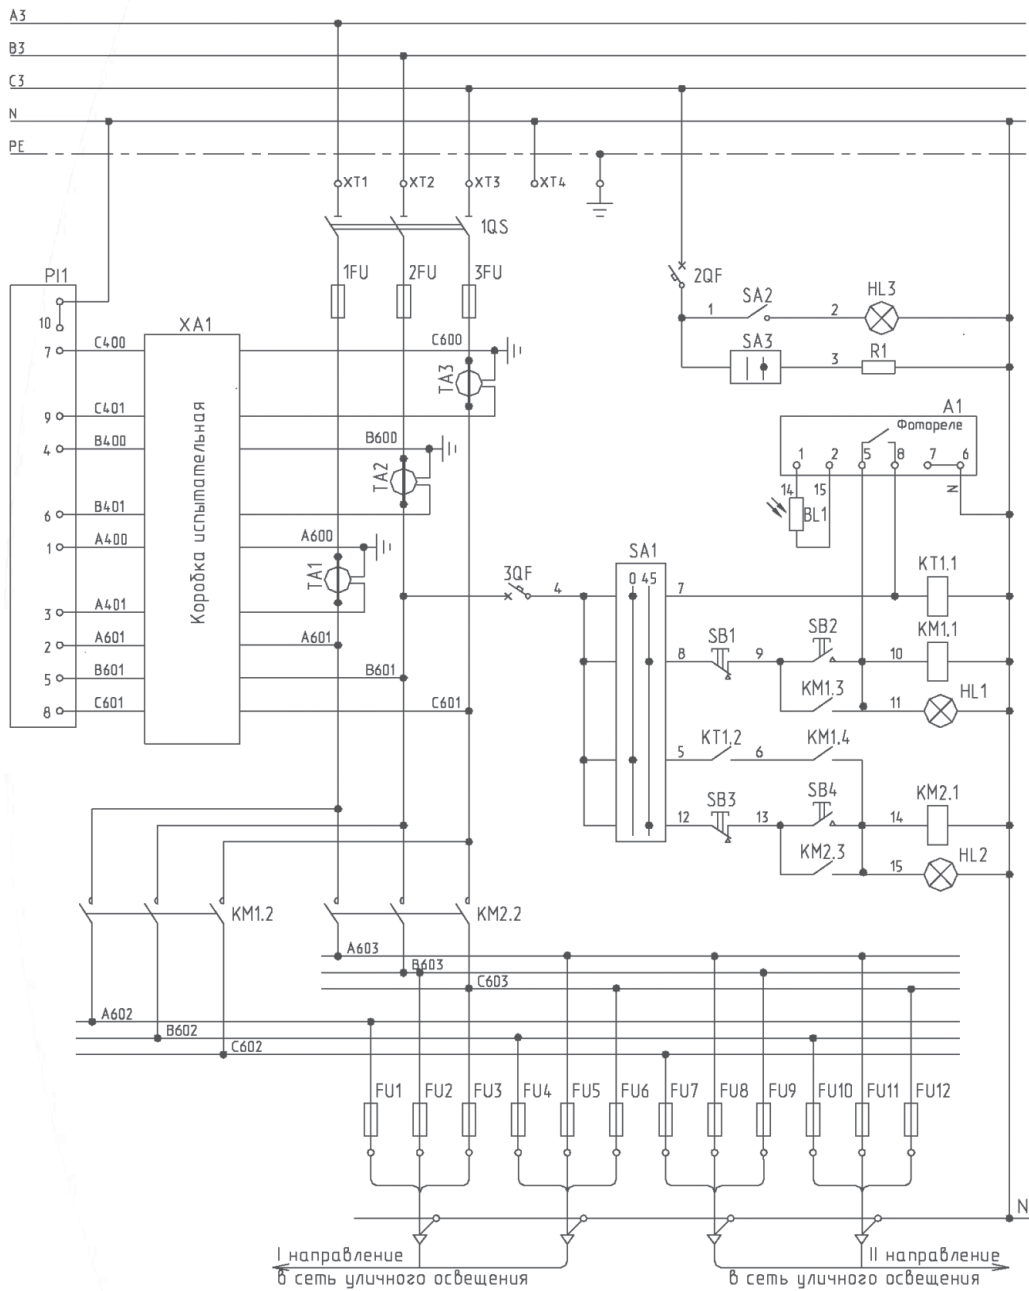 A3
B3
C3
N
PE
XT1 XT2 XT3 XT4
1QS
PI1
1FU 2FU 3FU
2QF
1 SA2 2 HL3
10
XA1
SA3
3 R1
7 C400 C600
TA3
A1
Фотореле
9 C401
4 B400 B600
1 2 5 8 7 6
14 15 N
BL1
TA2
Коробка испытательная
6 B401
1 A400 A600
SA1
KT1.1
TA1
3QF 4
0 45
7
3 A401
2 A601 A601
SB1 SB2 KM1.1
8 9 10
5 B601 B601
KM1.3 HL1
11
8 C601 C601
5 KT1.2 6 KM1.4
SB3 SB4 KM2.1
12 13 14
KM2.3 HL2
15
KM1.2 KM2.2
A603
B603
C603
A602
B602
C602
FU1 FU2 FU3 FU4 FU5 FU6 FU7 FU8 FU9 FU10 FU11 FU12
N
I направление
в сеть уличного освещения
II направление
в сеть уличного освещения